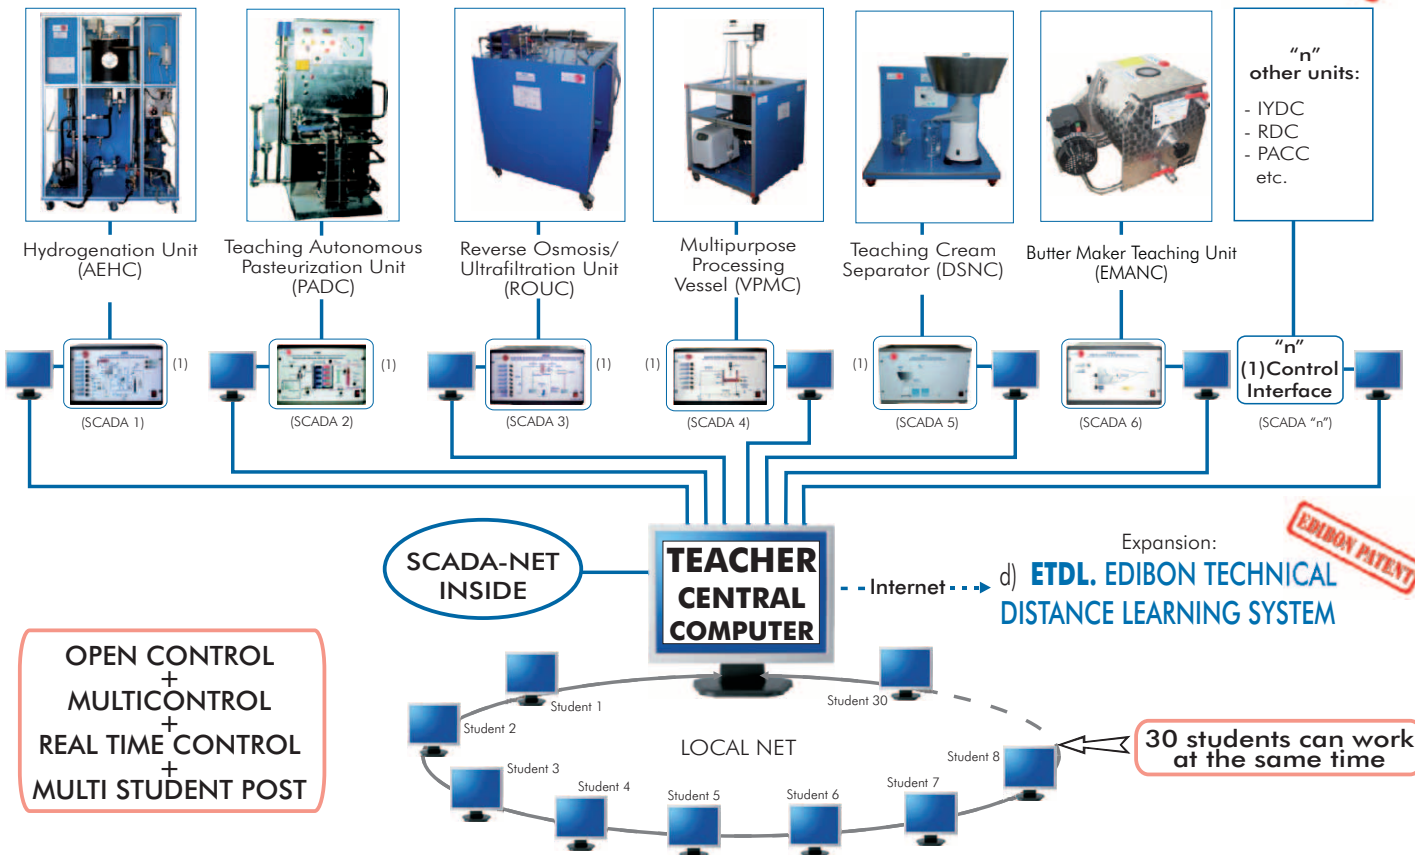 "n"
other units:
- IYDC
- RDC
- PACC
etc.
Hydrogenation Unit
(AEHC)
Teaching Autonomous
Pasteurization Unit
(PADC)
Reverse Osmosis/
Ultrafiltration Unit
(ROUC)
Multipurpose
Processing
Vessel (VPMC)
Teaching Cream
Separator (DSNC)
Butter Maker Teaching Unit
(EMANC)
(1)
(1)
(1)
(1)
(1)
(1)
"n"
(1)Control
Interface
(SCADA 1)
(SCADA 2)
(SCADA 3)
(SCADA 4)
(SCADA 5)
(SCADA 6)
(SCADA "n")
SCADA-NET
INSIDE
TEACHER
CENTRAL
COMPUTER
Internet
Expansion:
d) ETDL. EDIBON TECHNICAL
DISTANCE LEARNING SYSTEM
EDIBON PATENT
OPEN CONTROL
+
MULTICONTROL
+
REAL TIME CONTROL
+
MULTI STUDENT POST
Student 1
Student 2
Student 3
Student 4
Student 5
Student 6
Student 7
Student 8
Student 30
LOCAL NET
30 students can work
at the same time